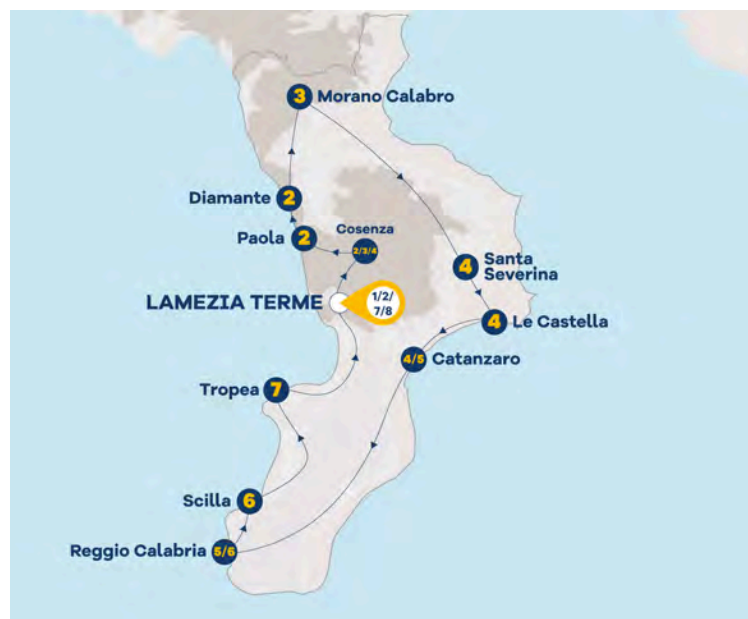 3 Morano Calabro
Diamante 2
Paola 2
Cosenza
2/3/4
4 Santa
Severina
LAMEZIA TERME
1/2/
7/8
4 Le Castella
4/5 Catanzaro
Tropea 7
Scilla 6
Reggio Calabria 5/6